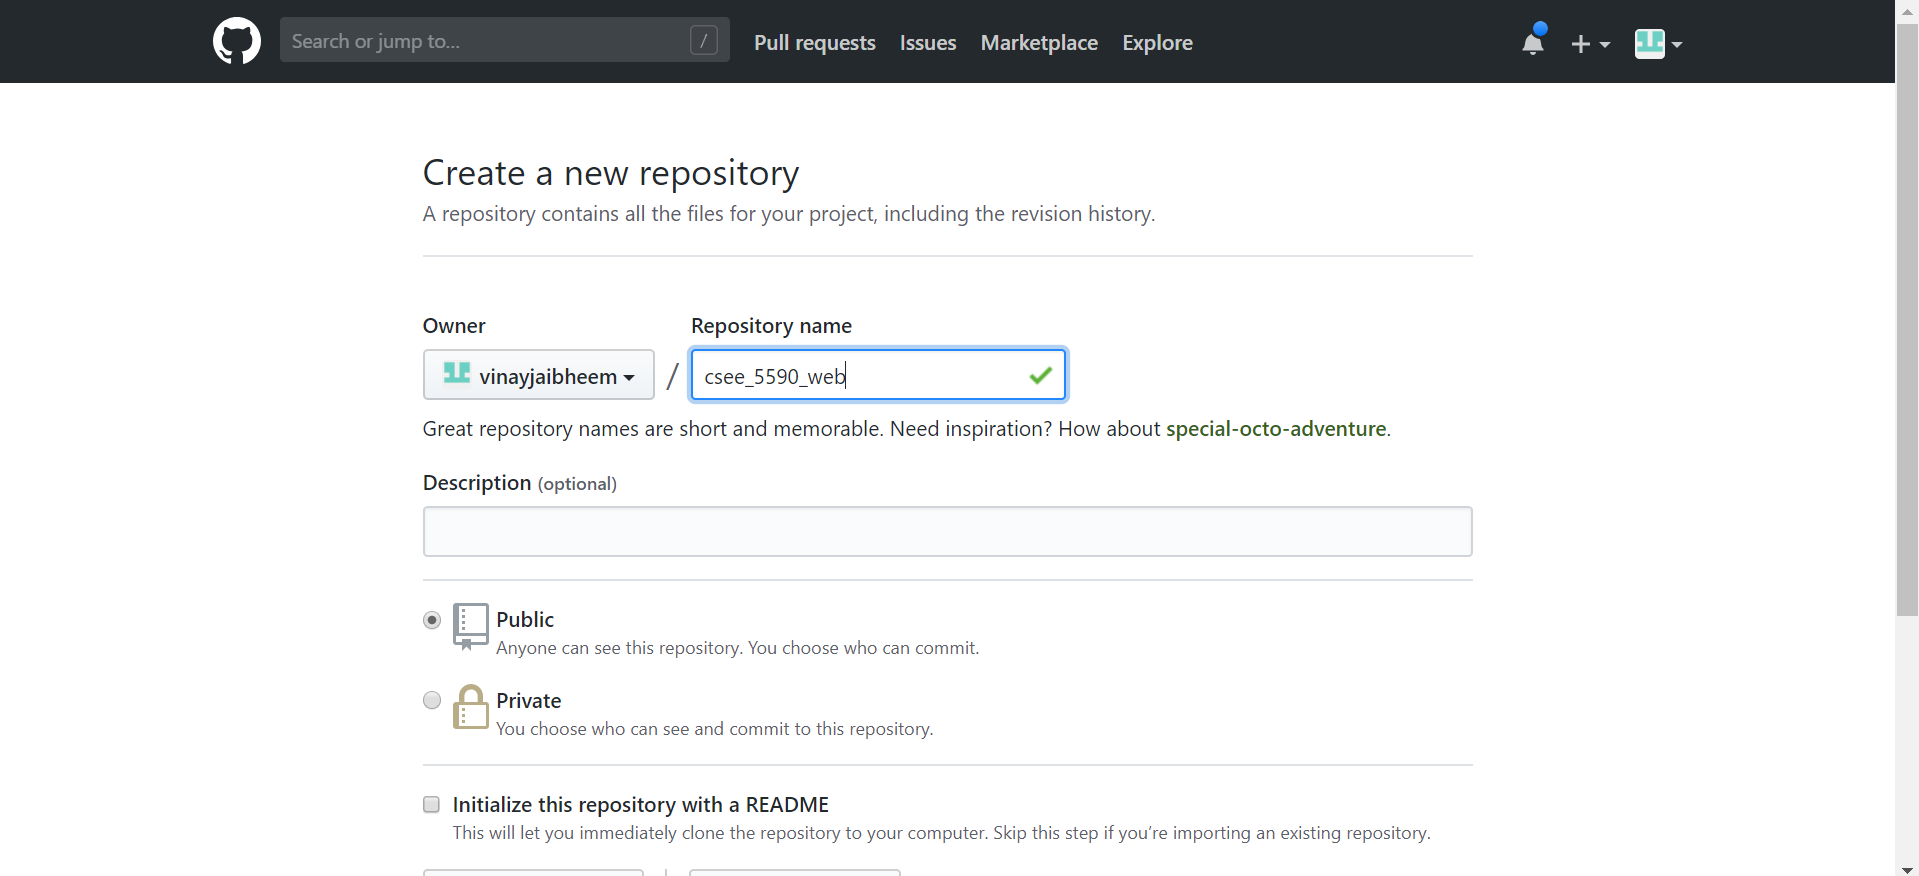 Search or jump to... / Pull requests Issues Marketplace Explore
Create a new repository
A repository contains all the files for your project, including the revision history.
Owner Repository name
vinayjaibheem / csee_5590_web
Great repository names are short and memorable. Need inspiration? How about special-octo-adventure.
Description (optional)
Public
Anyone can see this repository. You choose who can commit.
Private
You choose who can see and commit to this repository.
Initialize this repository with a README
This will let you immediately clone the repository to your computer. Skip this step if you’re importing an existing repository.